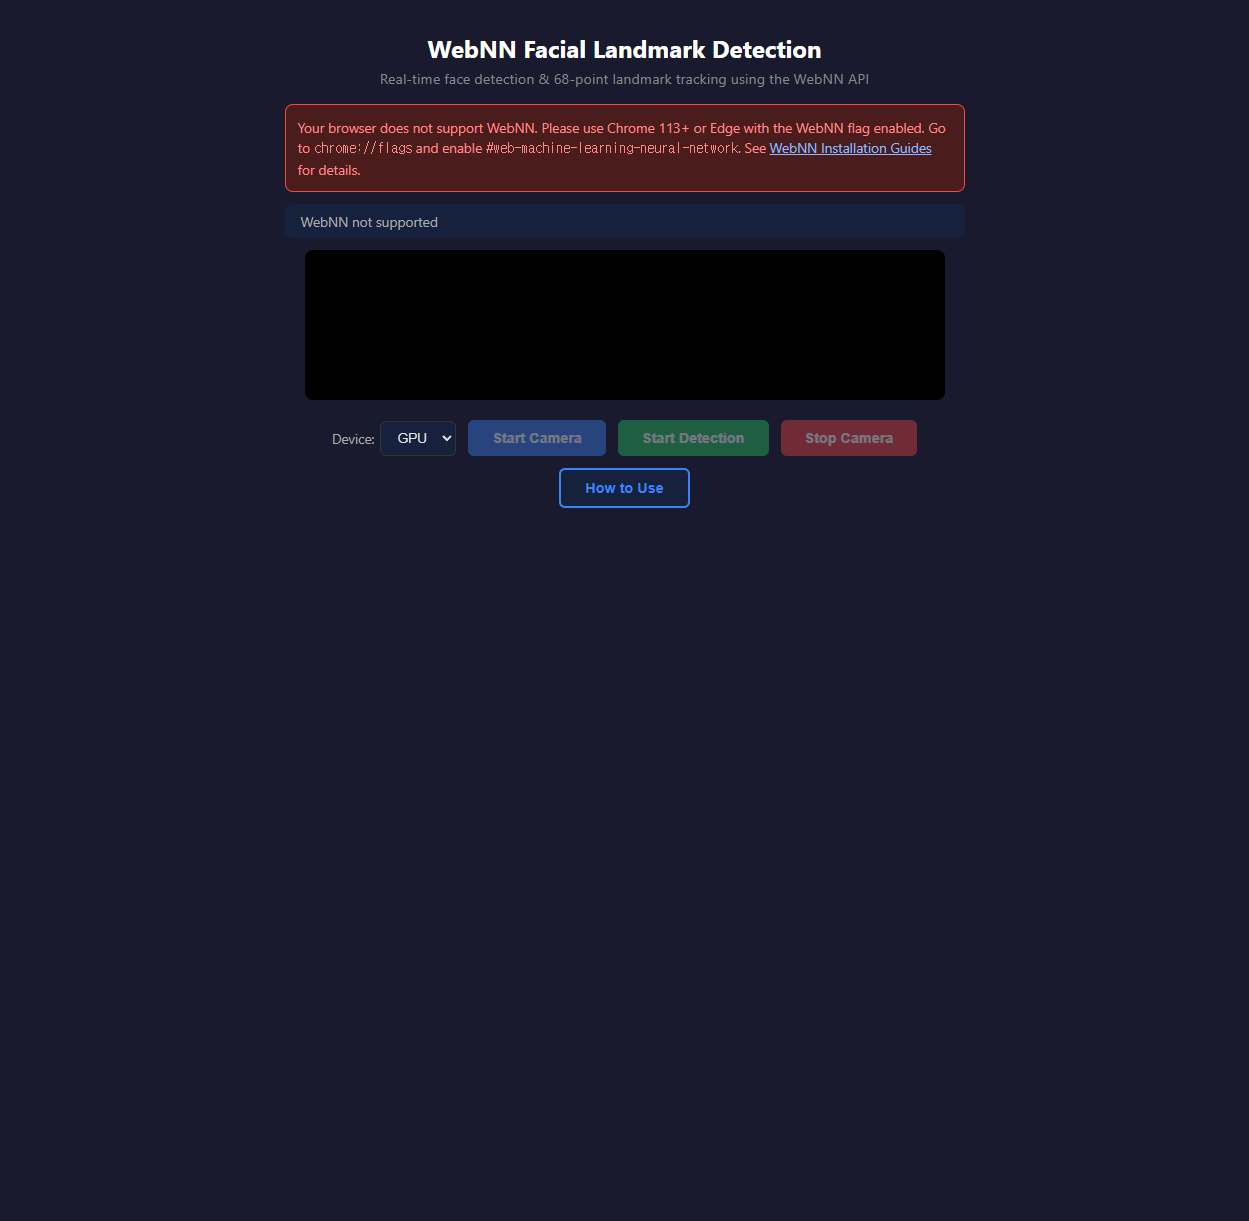 WebNN Facial Landmark Detection
Real-time face detection & 68-point landmark tracking using the WebNN API
Your browser does not support WebNN. Please use Chrome 113+ or Edge with the WebNN flag enabled. Go
to chrome://flags and enable #web-machine-learning-neural-network. See WebNN Installation Guides
for details.
WebNN not supported
Device: GPU Start Camera Start Detection Stop Camera
How to Use